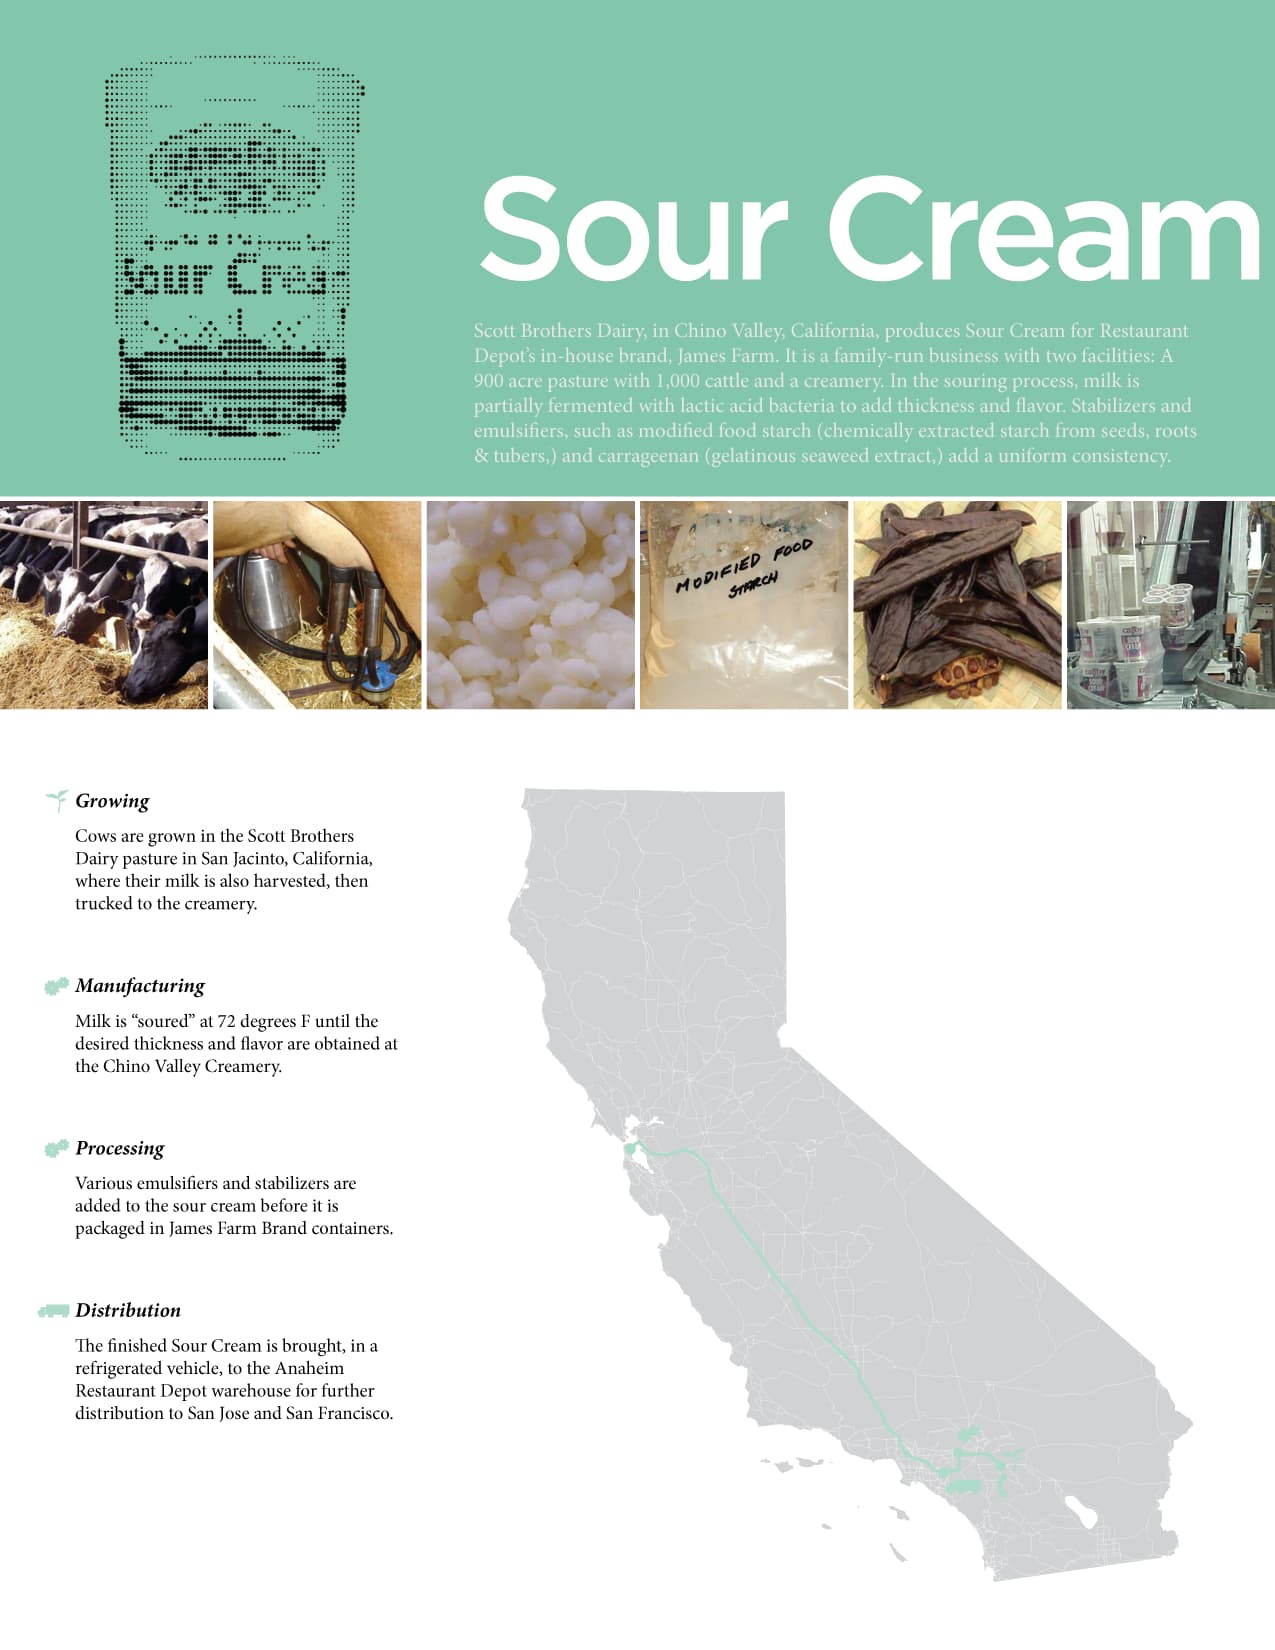 Sour Crea
Sour Cream
Scott Brothers Dairy, in Chino Valley, California, produces Sour Cream for Restaurant
Depot’s in-house brand, James Farm. It is a family-run business with two facilities: A
900 acre pasture with 1,000 cattle and a creamery. In the souring process, milk is
partially fermented with lactic acid bacteria to add thickness and flavor. Stabilizers and
emulsifiers, such as modified food starch (chemically extracted starch from seeds, roots
& tubers,) and carrageenan (gelatinous seaweed extract,) add a uniform consistency.
MODIFIED FOOD
STARCH
SOUR
CREAM
SOUR
CREAM
Growing
Cows are grown in the Scott Brothers
Dairy pasture in San Jacinto, California,
where their milk is also harvested, then
trucked to the creamery.
Manufacturing
Milk is “soured” at 72 degrees F until the
desired thickness and flavor are obtained at
the Chino Valley Creamery.
Processing
Various emulsifiers and stabilizers are
added to the sour cream before it is
packaged in James Farm Brand containers.
Distribution
The finished Sour Cream is brought, in a
refrigerated vehicle, to the Anaheim
Restaurant Depot warehouse for further
distribution to San Jose and San Francisco.